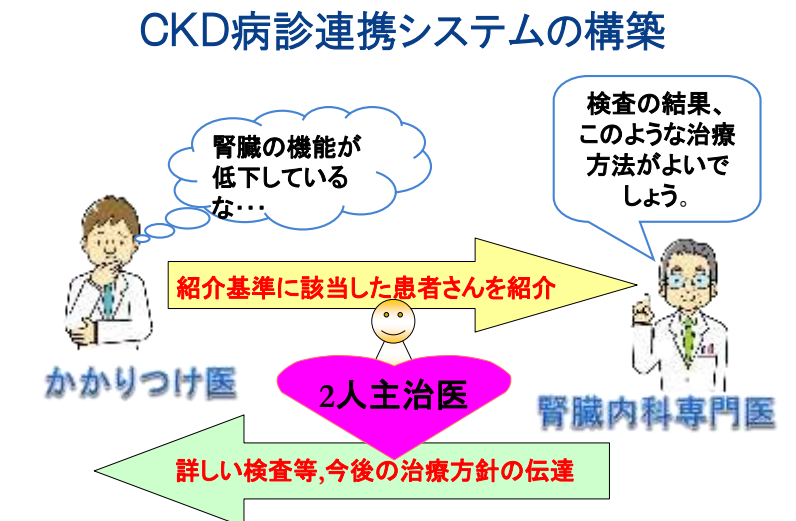 CKD病診連携システムの構築
腎臓の機能が
低下している
な･･･
検査の結果、
このような治療
方法がよいで
しょう。
紹介基準に該当した患者さんを紹介
かかりつけ医
2人主治医
腎臓内科専門医
詳しい検査等,今後の治療方針の伝達